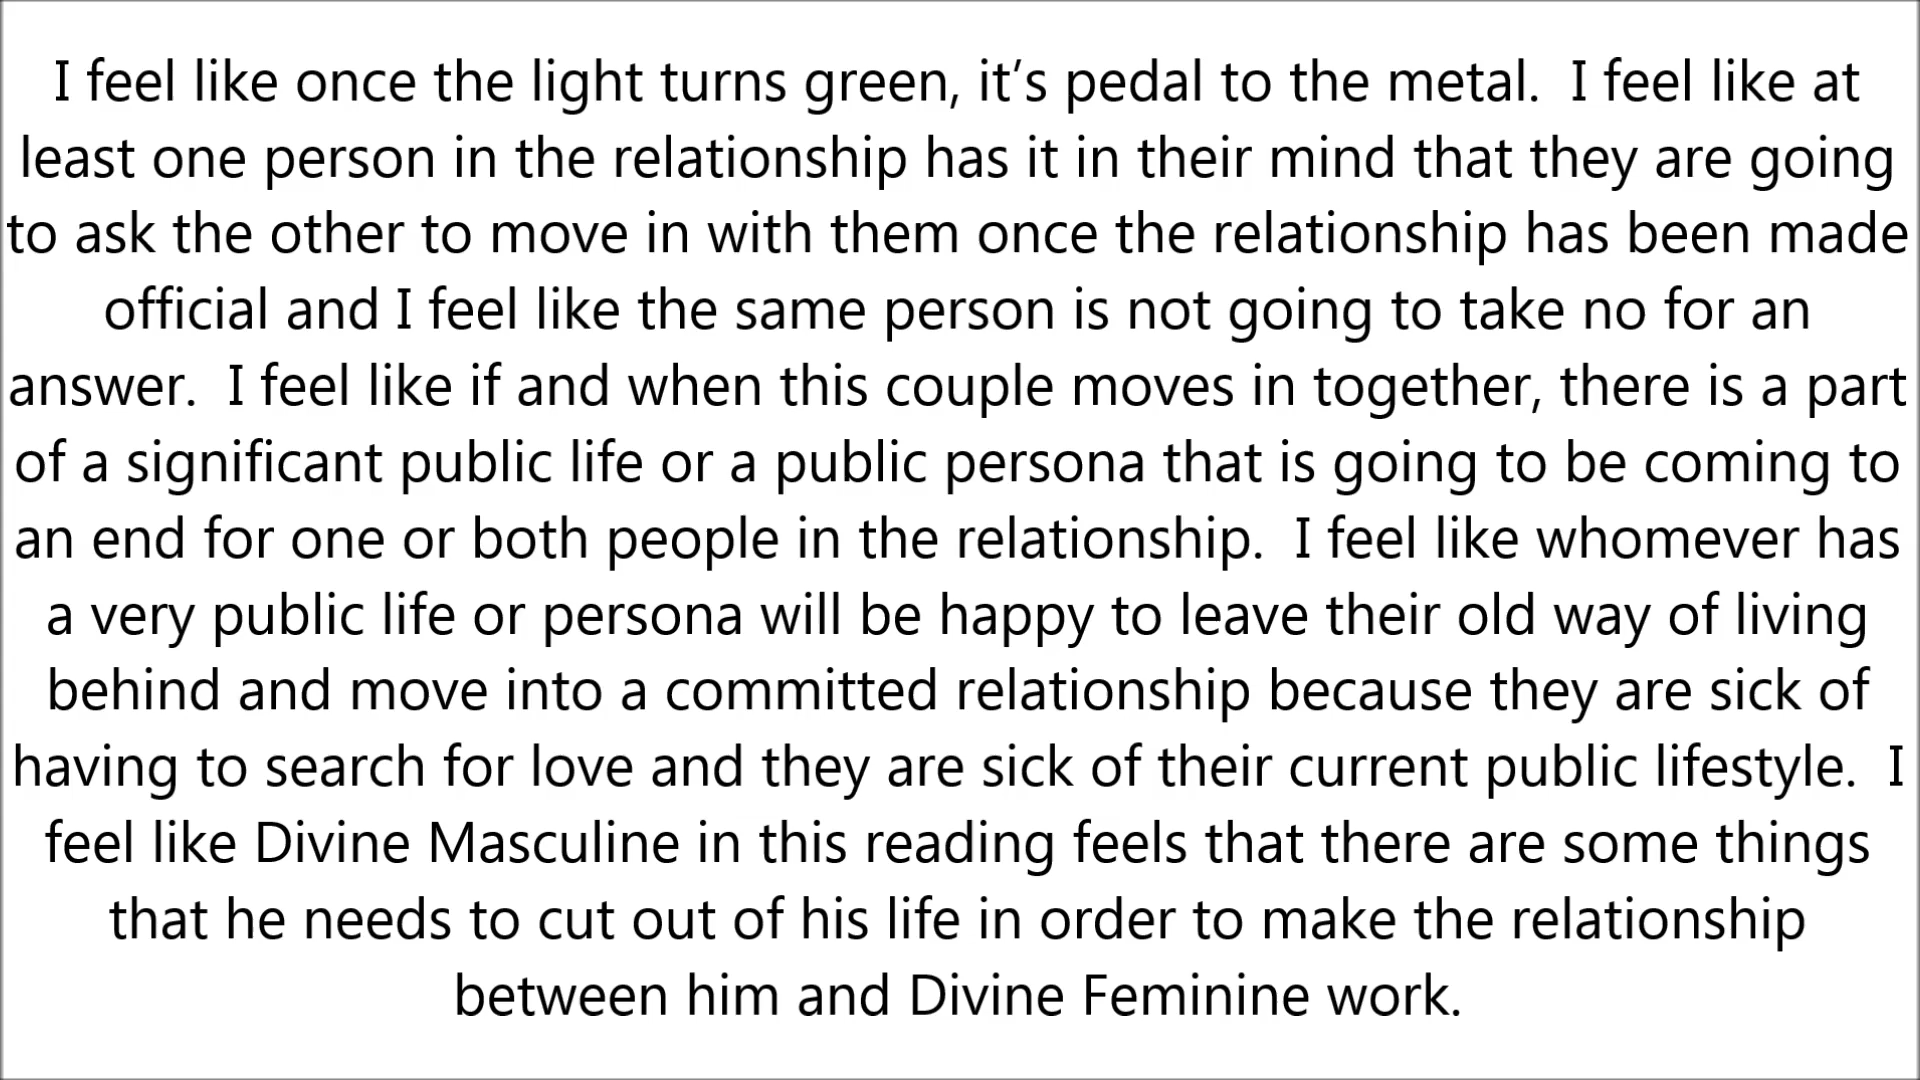 I feel like once the light turns green, it’s pedal to the metal.  I feel like at
least one person in the relationship has it in their mind that they are going
to ask the other to move in with them once the relationship has been made
official and I feel like the same person is not going to take no for an
answer.  I feel like if and when this couple moves in together, there is a part
of a significant public life or a public persona that is going to be coming to
an end for one or both people in the relationship.  I feel like whomever has
a very public life or persona will be happy to leave their old way of living
behind and move into a committed relationship because they are sick of
having to search for love and they are sick of their current public lifestyle.  I
feel like Divine Masculine in this reading feels that there are some things
that he needs to cut out of his life in order to make the relationship
between him and Divine Feminine work.